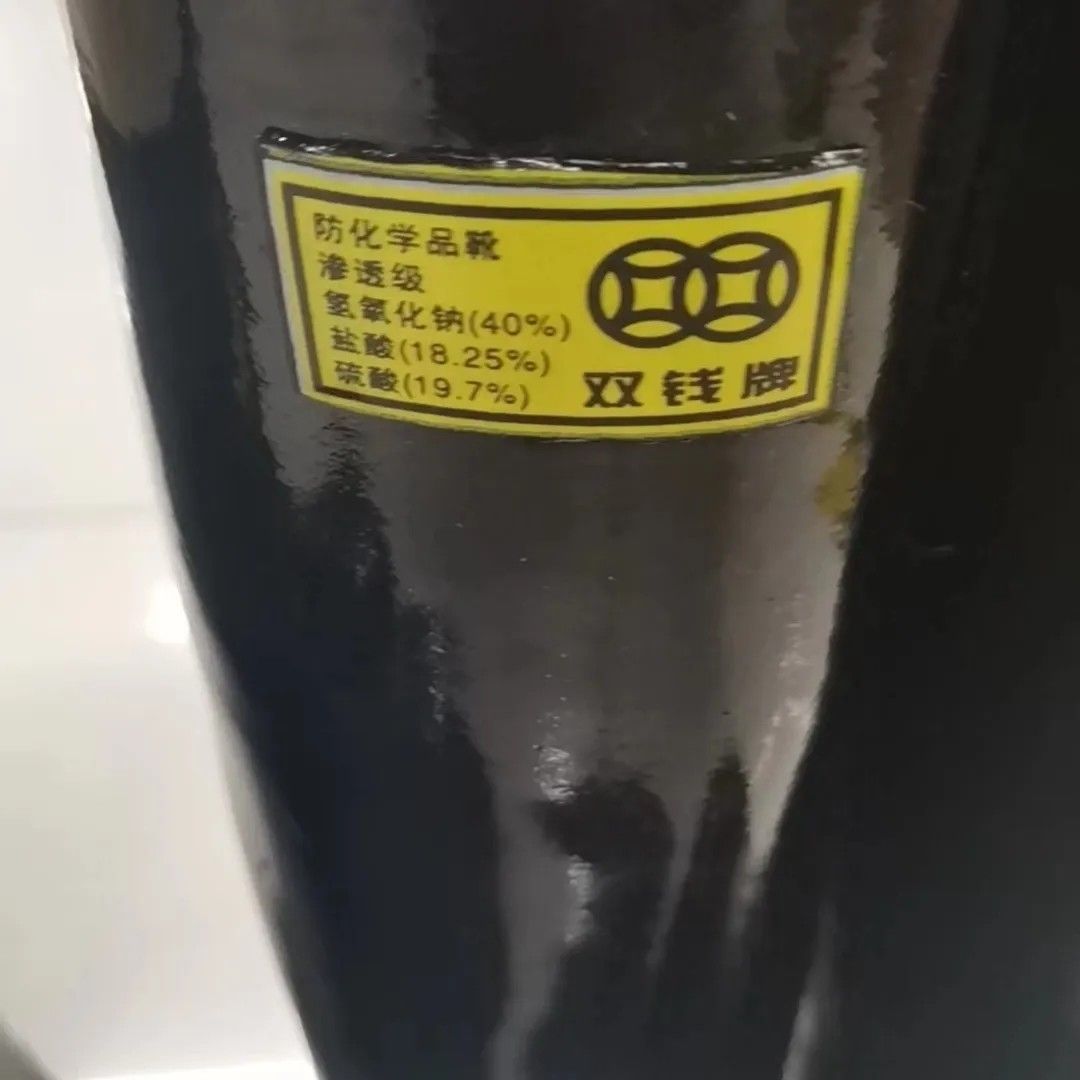 防化学品靴
渗透级
氢氧化钠(40%)
盐酸(18.25%)
硫酸(19.7%)
双钱牌